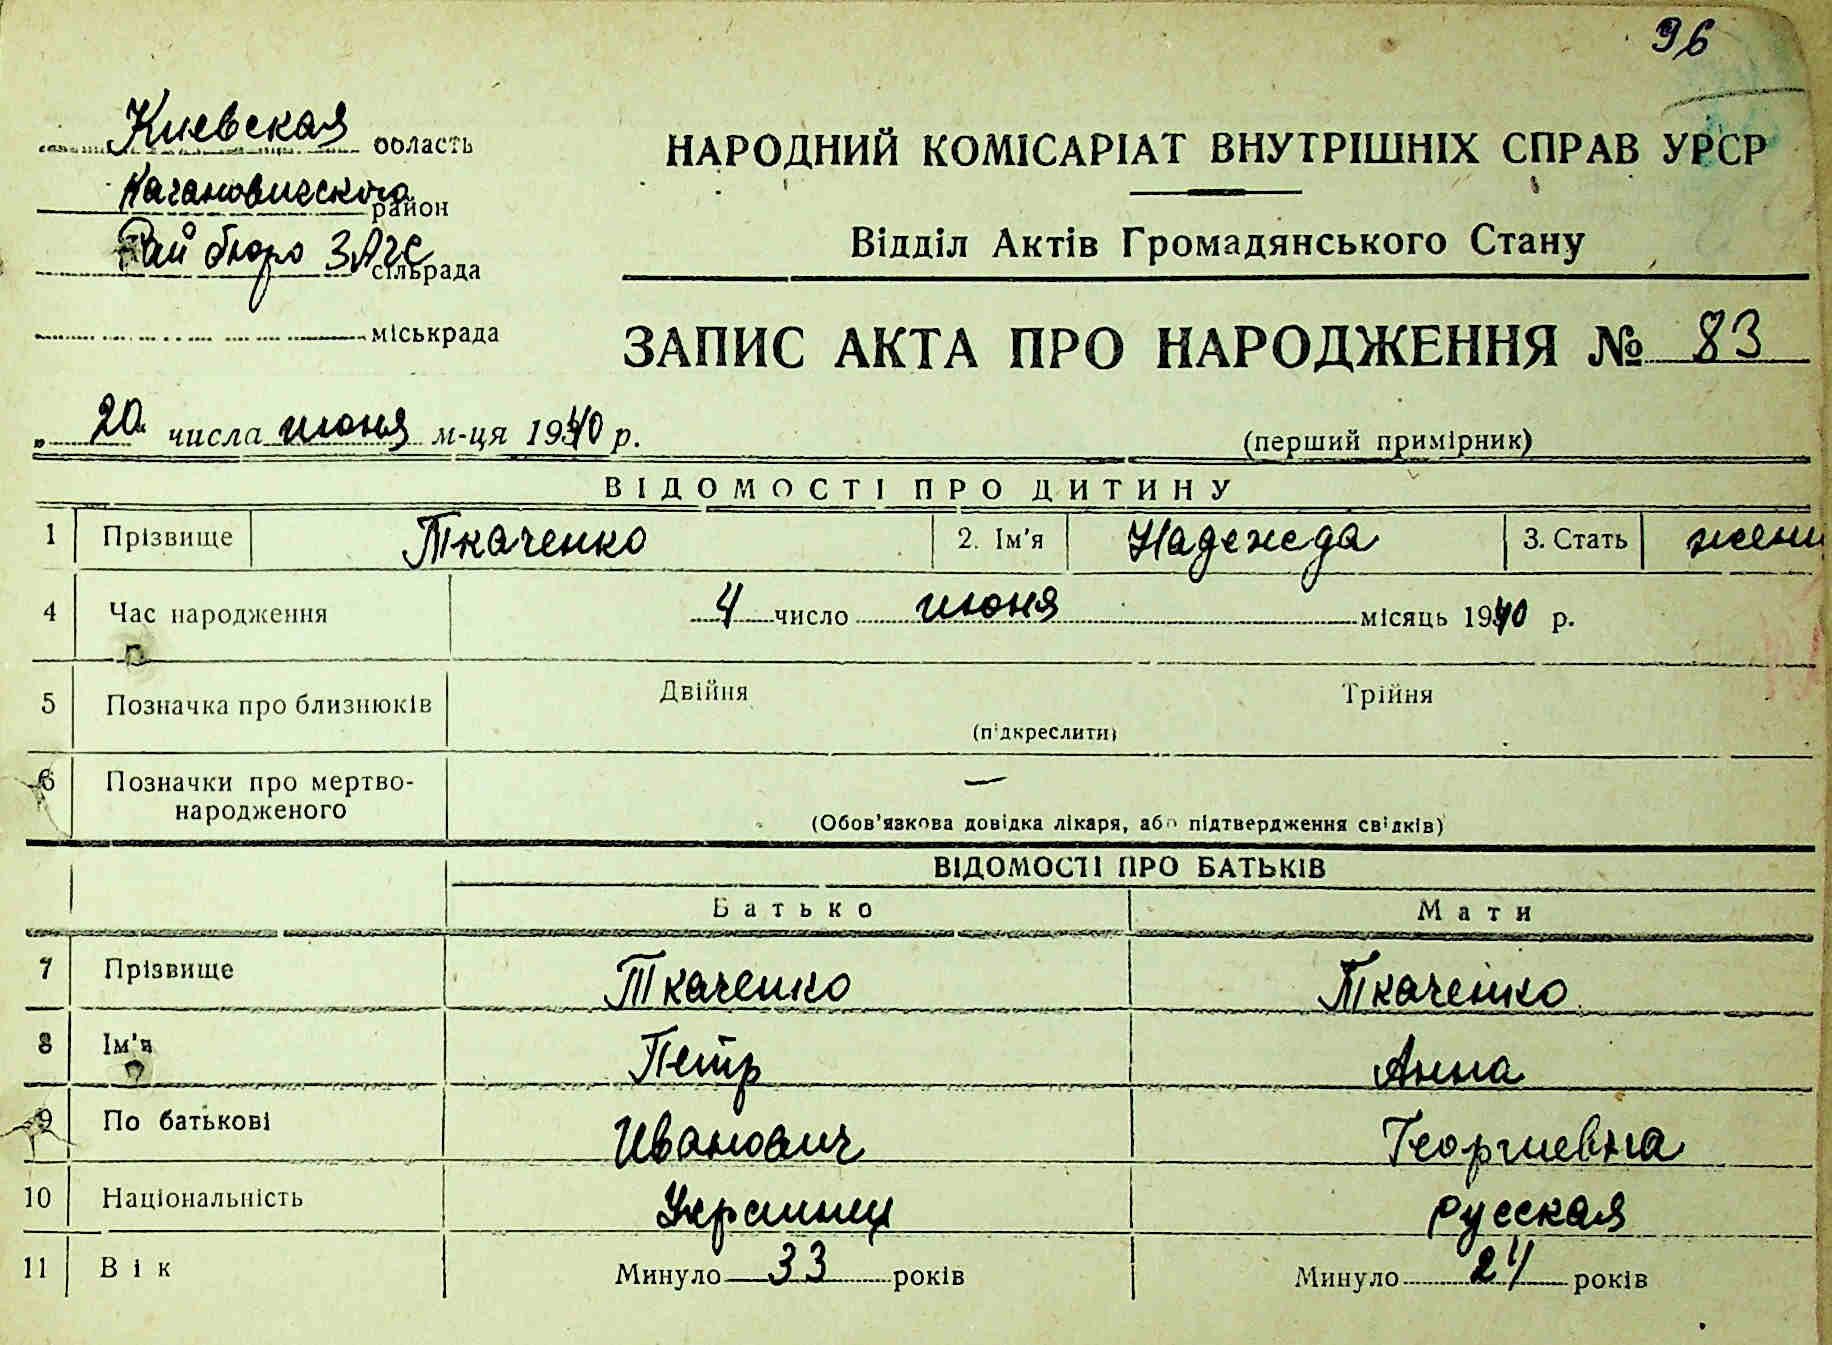 96
Киевская область
Кагановического район
Рай бюро ЗАГС сільрада
міськрада
НАРОДНИЙ КОМІСАРІАТ ВНУТРІШНІХ СПРАВ УРСР
Відділ Актів Громадянського Стану
ЗАПИС АКТА ПРО НАРОДЖЕННЯ № 83
„ 20 числа июня м-ця 1940 р.
(перший примірник)
ВІДОМОСТІ ПРО ДИТИНУ
1 Прізвище Ткаченко 2. Ім'я Надежда 3. Стать жени
4 Час народження 4 число июня місяць 1940 р.
5 Позначка про близнюків Двійня Трійня
(підкреслити)
6 Позначки про мертво-
народженого —
(Обов'язкова довідка лікаря, або підтвердження свідків)
ВІДОМОСТІ ПРО БАТЬКІВ
Батько Мати
7 Прізвище Ткаченко Ткаченко
8 Ім'я Петр Анна
9 По батькові Иванович Георгиевна
10 Національність Украинец русская
11 Вік Минуло 33 років Минуло 24 років